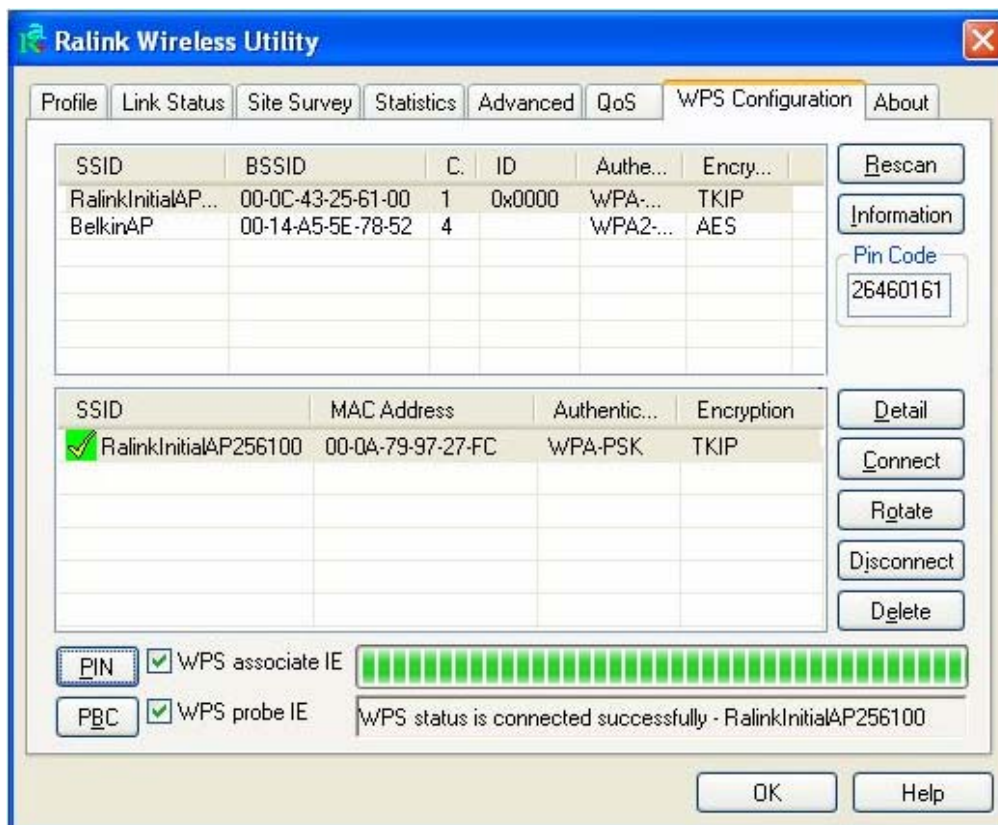 Ralink Wireless Utility
Profile Link Status Site Survey Statistics Advanced QoS WPS Configuration About
SSID BSSID C. ID Authe... Encry...
RalinkInitialAP... 00-0C-43-25-61-00 1 0x0000 WPA-... TKIP
BelkinAP 00-14-A5-5E-78-52 4 WPA2-... AES
Rescan
Information
Pin Code
26460161
SSID MAC Address Authentic... Encryption
RalinkInitialAP256100 00-0A-79-97-27-FC WPA-PSK TKIP
Detail
Connect
Rotate
Disconnect
Delete
PIN WPS associate IE
PBC WPS probe IE WPS status is connected successfully - RalinkInitialAP256100
OK Help